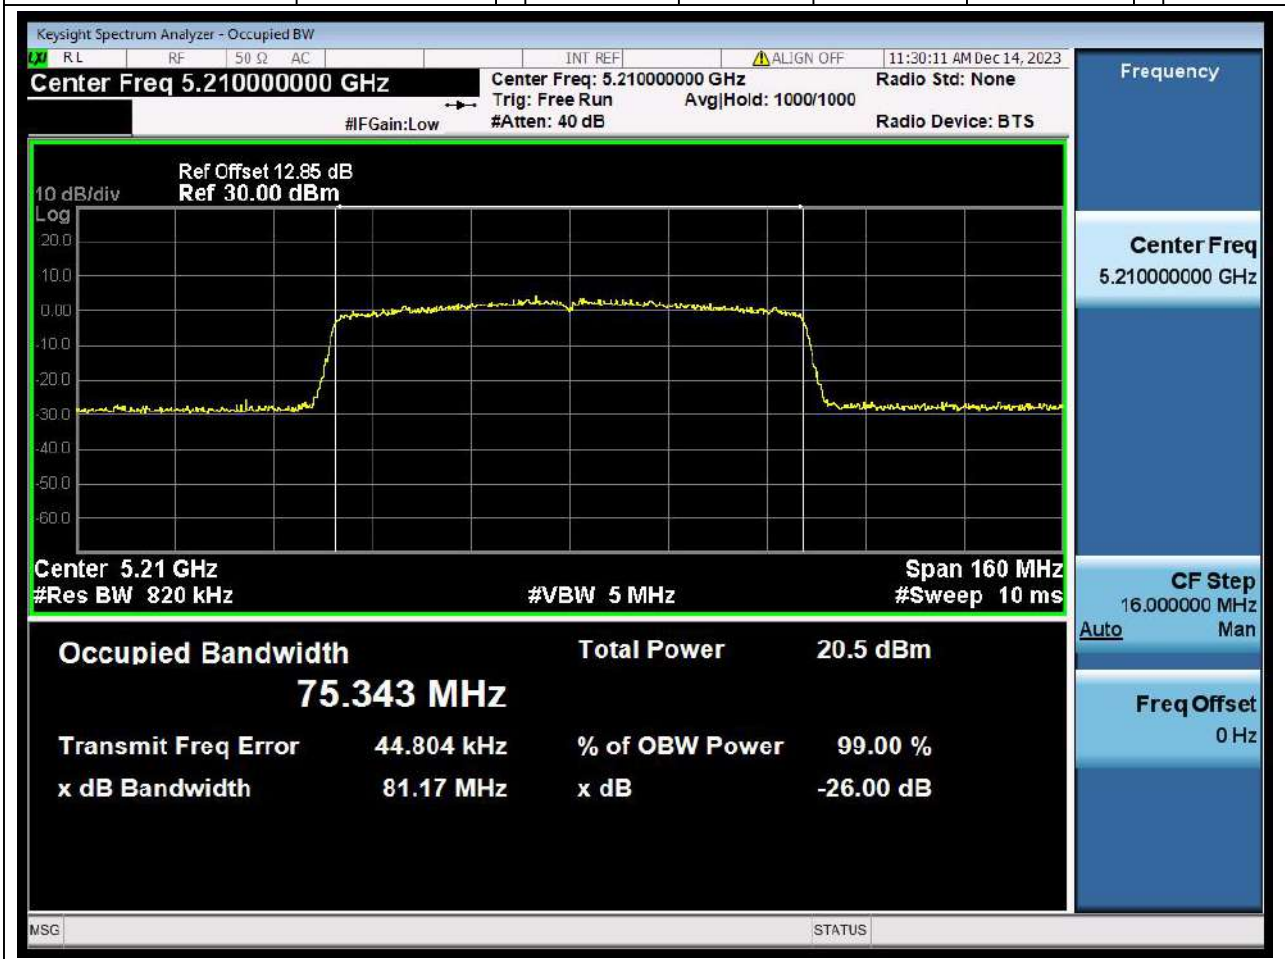 Keysight Spectrum Analyzer - Occupied BW
LXI RL RF 50 Ω AC INT REF ALIGN OFF 11:30:11 AM Dec 14, 2023
Center Freq 5.210000000 GHz
Center Freq: 5.210000000 GHz
Radio Std: None
Trig: Free Run Avg|Hold: 1000/1000
#IFGain:Low
#Atten: 40 dB
Radio Device: BTS
Ref Offset 12.85 dB
10 dB/div Ref 30.00 dBm
Log
20.0
10.0
0.00
-10.0
-20.0
-30.0
-40.0
-50.0
-60.0
Center 5.21 GHz Span 160 MHz
#Res BW 820 kHz #VBW 5 MHz #Sweep 10 ms
Occupied Bandwidth Total Power 20.5 dBm
75.343 MHz
Transmit Freq Error 44.804 kHz % of OBW Power 99.00 %
x dB Bandwidth 81.17 MHz x dB -26.00 dB
MSG STATUS
Frequency
Center Freq
5.210000000 GHz
CF Step
16.000000 MHz
Auto Man
Freq Offset
0 Hz